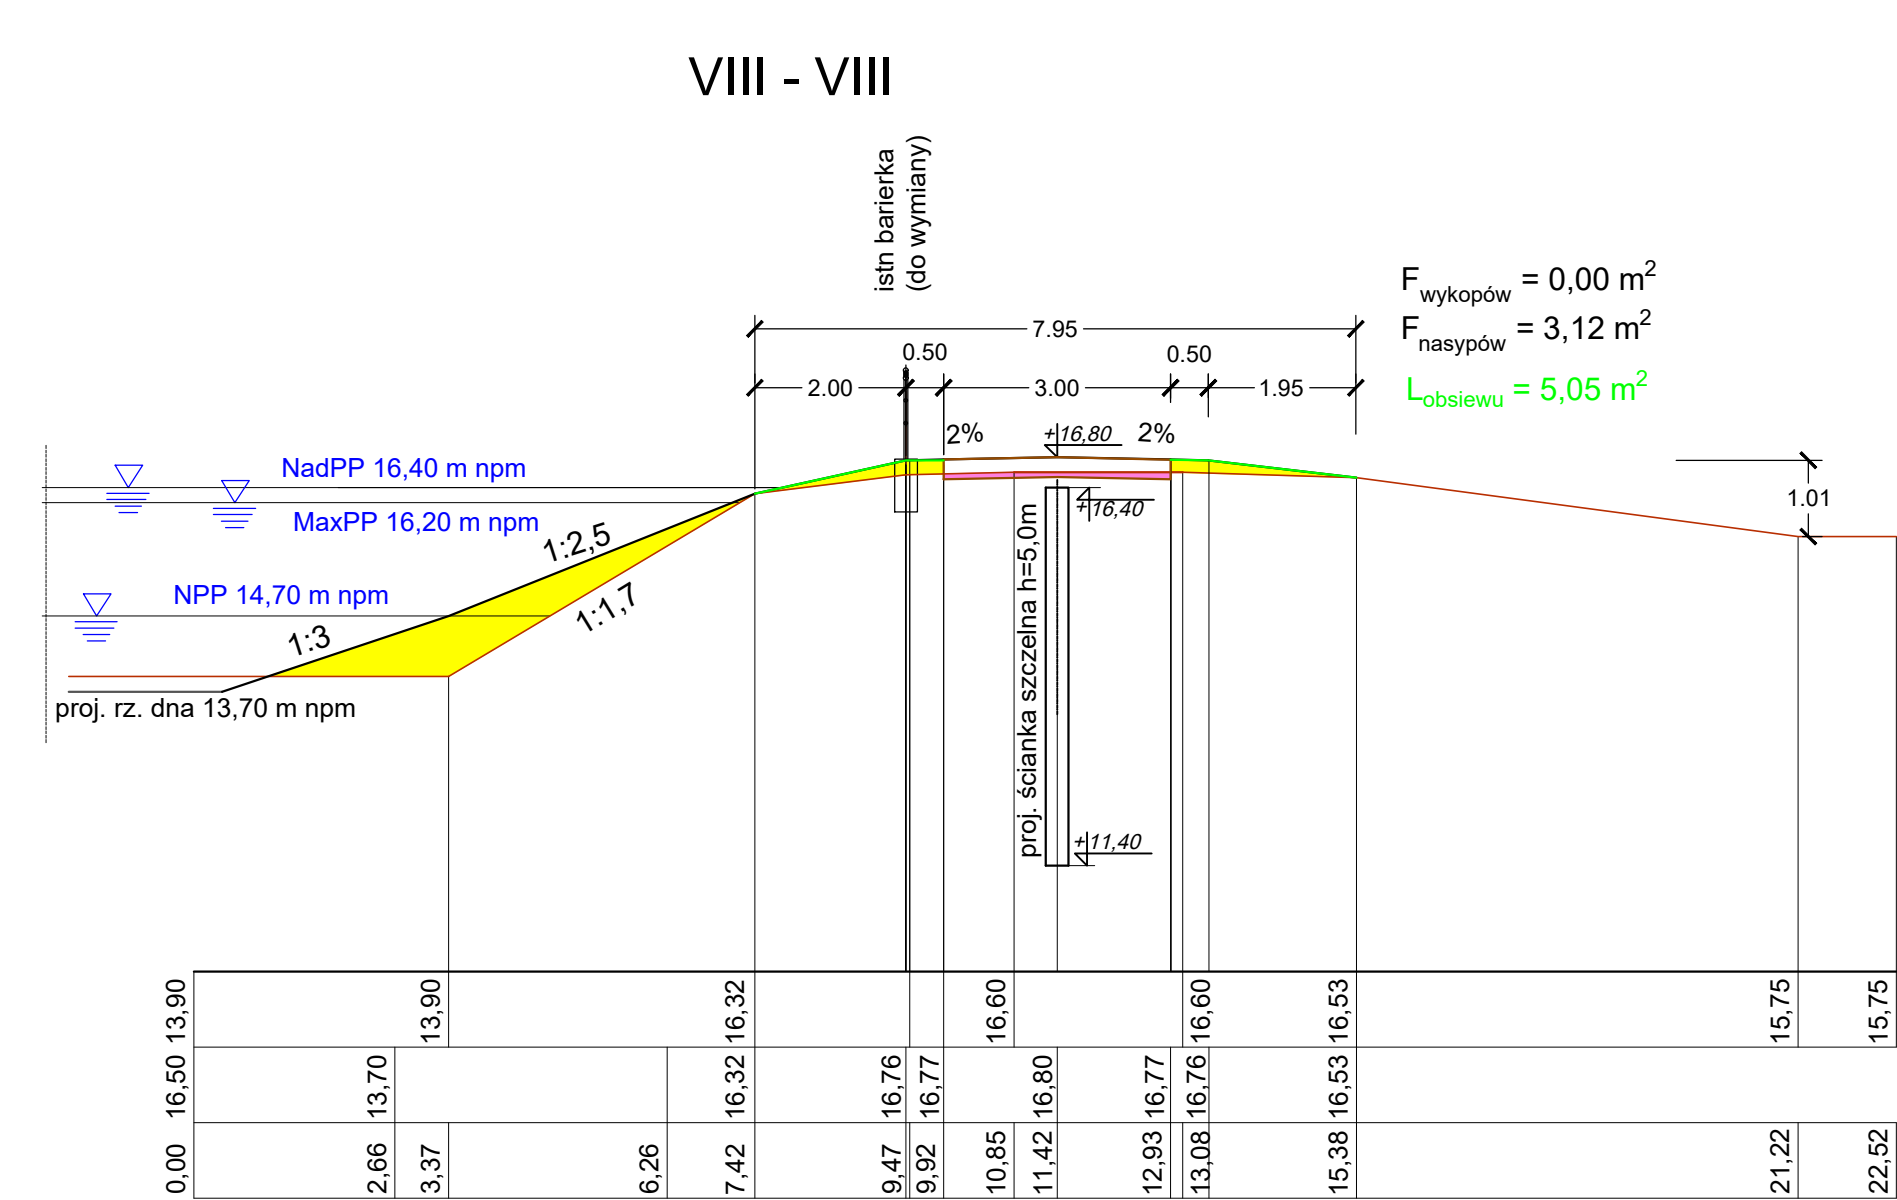 VIII - VIII
istn barierka
(do wymiany)
F wykopów = 0,00 m²
F nasypów = 3,12 m²
L obsiewu = 5,05 m²
7.95
0.50
0.50
2.00
3.00
1.95
2%
+16,80
2%
NadPP 16,40 m npm
MaxPP 16,20 m npm
1.01
+16,40
1:2,5
NPP 14,70 m npm
1:1,7
1:3
proj. ścianka szczelna h=5,0m
proj. rz. dna 13,70 m npm
+11,40
13,90 13,90 16,32 16,60 16,60 16,53 15,75 15,75
16,50 13,70 16,32 16,76 16,77 16,80 16,77 16,76 16,53
0,00 2,66 3,37 6,26 7,42 9,47 9,92 10,85 11,42 12,93 13,08 15,38 21,22 22,52